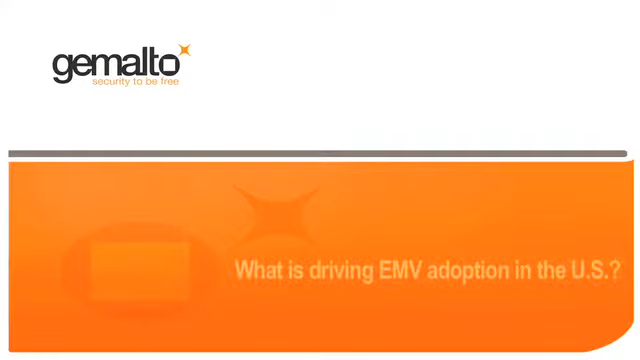 gemalto
security to be free
What is driving EMV adoption in the U.S.?